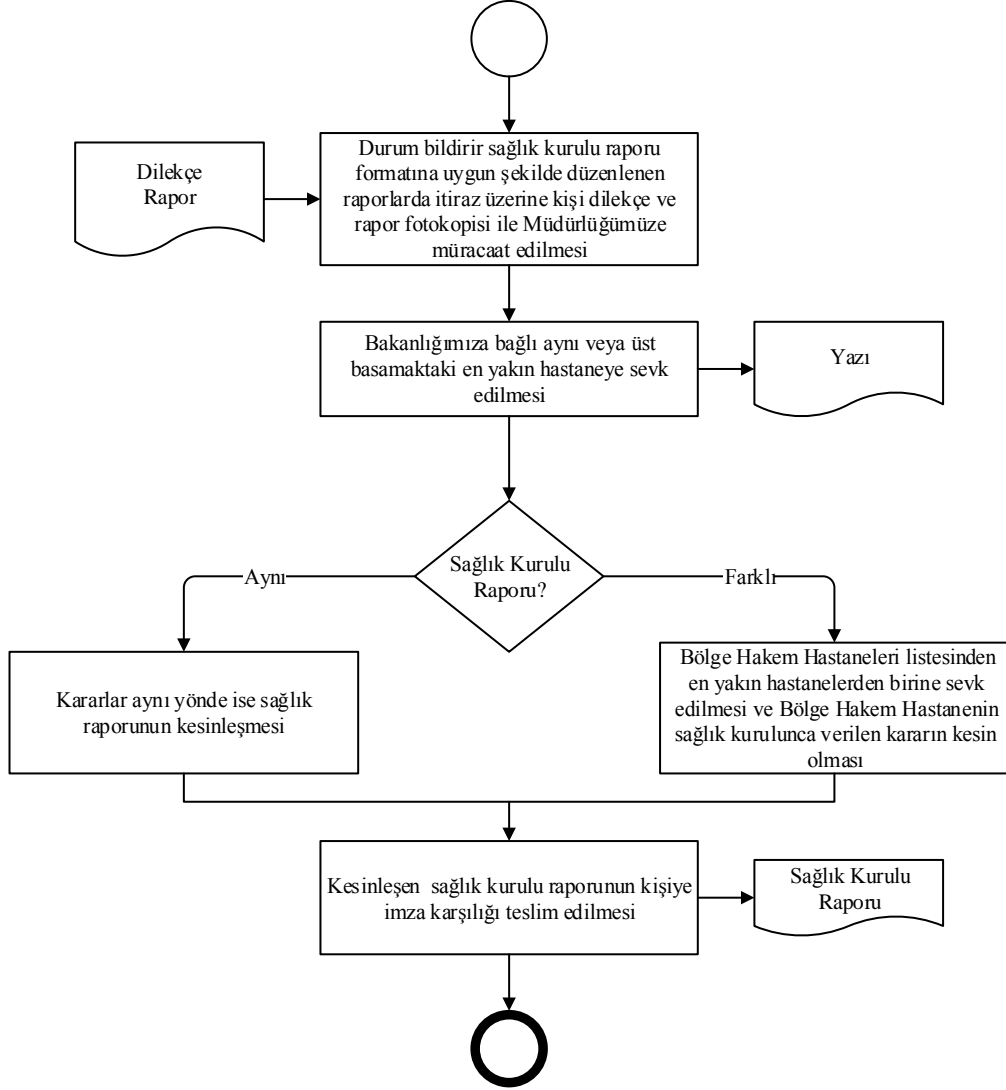 Dilekçe
Rapor
Durum bildirir sağlık kurulu raporu
formatına uygun şekilde düzenlenen
raporlarda itiraz üzerine kişi dilekçe ve
rapor fotokopisi ile Müdürlüğümüze
müracaat edilmesi
Bakanlığımıza bağlı aynı veya üst
basamaktaki en yakın hastaneye sevk
edilmesi
Yazı
Sağlık Kurulu
Raporu?
Aynı
Farklı
Kararlar aynı yönde ise sağlık
raporunun kesinleşmesi
Bölge Hakem Hastaneleri listesinden
en yakın hastanelerden birine sevk
edilmesi ve Bölge Hakem Hastanenin
sağlık kurulunca verilen kararın kesin
olması
Kesinleşen  sağlık kurulu raporunun kişiye
imza karşılığı teslim edilmesi
Sağlık Kurulu
Raporu